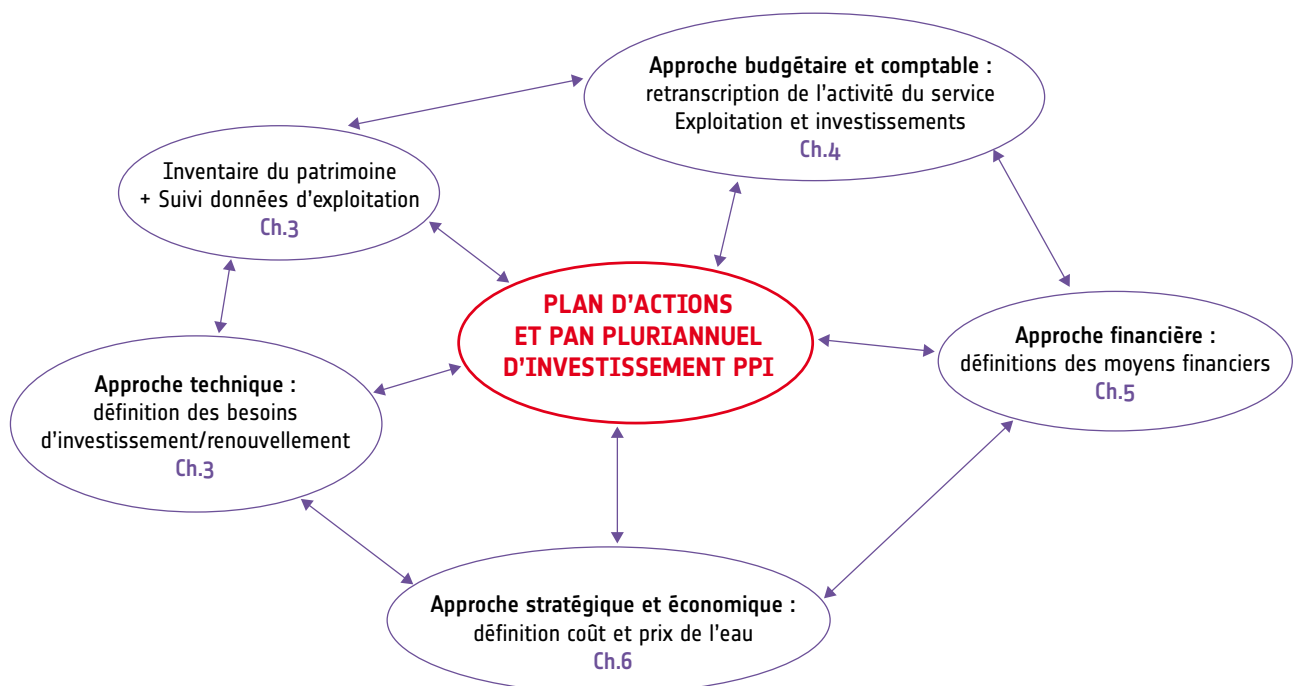 Approche budgétaire et comptable :
retranscription de l'activité du service
Exploitation et investissements
Ch.4
Inventaire du patrimoine
+ Suivi données d'exploitation
Ch.3
PLAN D'ACTIONS
ET PAN PLURIANNUEL
D'INVESTISSEMENT PPI
Approche financière :
définitions des moyens financiers
Ch.5
Approche technique :
définition des besoins
d'investissement/renouvellement
Ch.3
Approche stratégique et économique :
définition coût et prix de l'eau
Ch.6